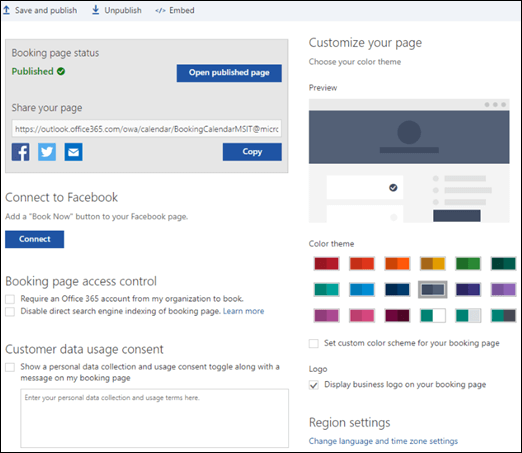 Save and publish
Unpublish
</> Embed
Booking page status
Published
Open published page
Share your page
https://outlook.office365.com/owa/calendar/BookingCalendarMSIT@micro
Copy
Connect to Facebook
Add a "Book Now" button to your Facebook page.
Connect
Booking page access control
Require an Office 365 account from my organization to book.
Disable direct search engine indexing of booking page. Learn more
Customer data usage consent
Show a personal data collection and usage consent toggle along with a
message on my booking page
Enter your personal data collection and usage terms here.
Customize your page
Choose your color theme
Preview
Color theme
Set custom color scheme for your booking page
Logo
Display business logo on your booking page
Region settings
Change language and time zone settings